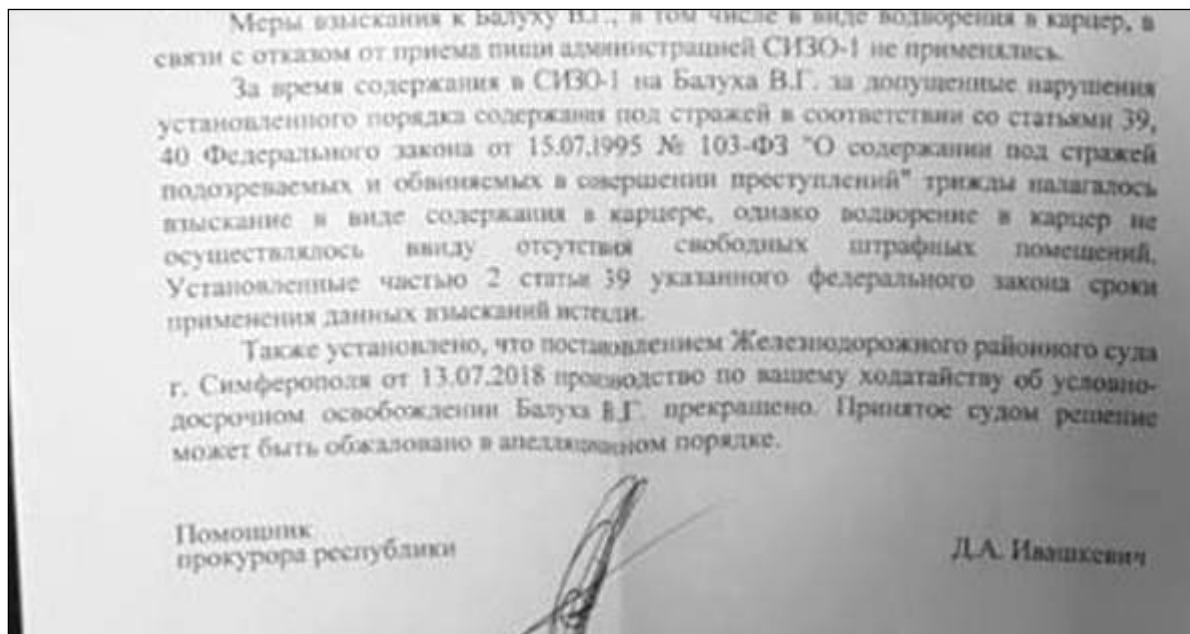 Меры взыскания к Балуху В.Г., в том числе в виде водворения в карцер, в
связи с отказом от приема пищи администрацией СИЗО-1 не применялись.
За время содержания в СИЗО-1 на Балуха В.Г. за допущенные нарушения
установленного порядка содержания под стражей в соответствии со статьями 39,
40 Федерального закона от 15.07.1995 № 103-ФЗ "О содержании под стражей
подозреваемых и обвиняемых в совершении преступлений" трижды налагалось
взыскание в виде содержания в карцере, однако водворение в карцер не
осуществлялось ввиду отсутствия свободных штрафных помещений.
Установленные частью 2 статьи 39 указанного федерального закона сроки
применения данных взысканий истекли.
Также установлено, что постановлением Железнодорожного районного суда
г. Симферополя от 13.07.2018 производство по вашему ходатайству об условно-
досрочном освобождении Балуха В.Г. прекращено. Принятое судом решение
может быть обжаловано в апелляционном порядке.
Помощник
прокурора республики
Д.А. Ивашкевич